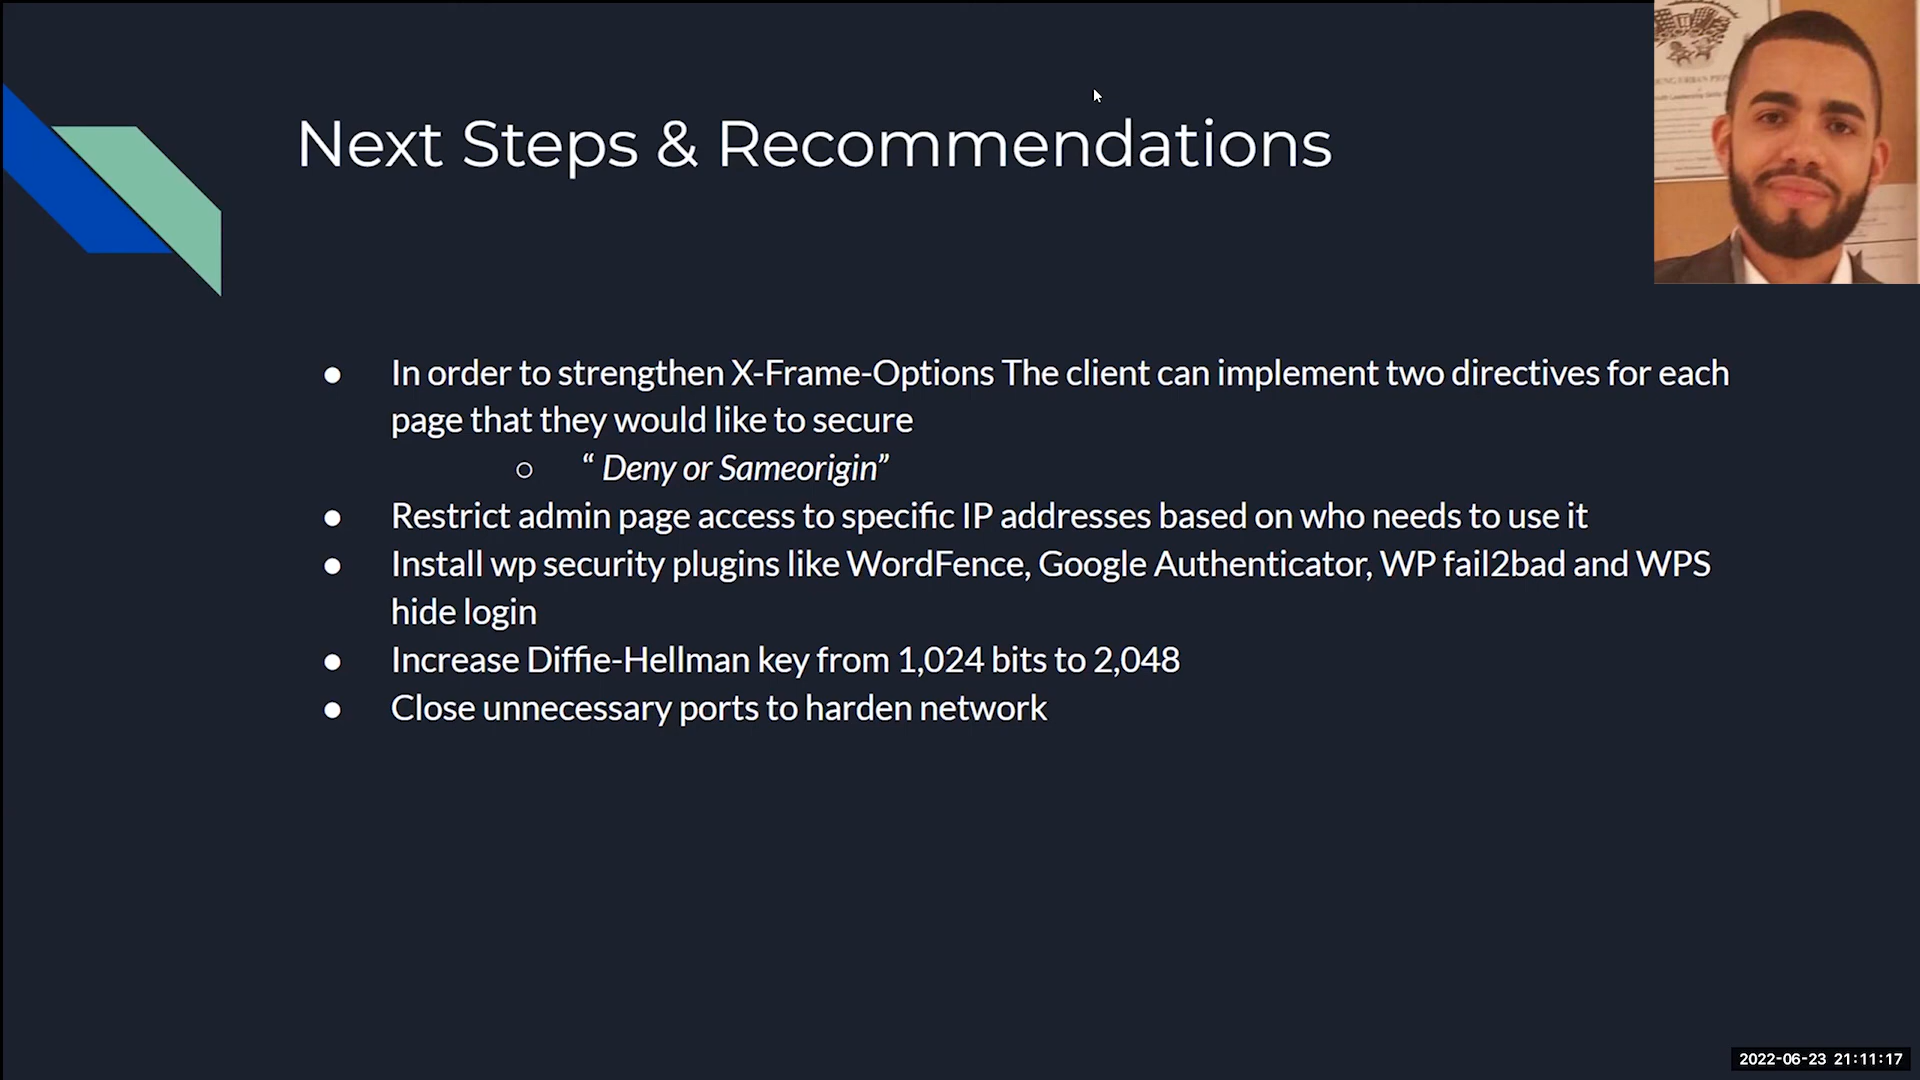 Next Steps & Recommendations
● In order to strengthen X-Frame-Options The client can implement two directives for each
page that they would like to secure
○ “ Deny or Sameorigin”
● Restrict admin page access to specific IP addresses based on who needs to use it
● Install wp security plugins like WordFence, Google Authenticator, WP fail2bad and WPS
hide login
● Increase Diffie-Hellman key from 1,024 bits to 2,048
● Close unnecessary ports to harden network
2022-06-23 21:11:17